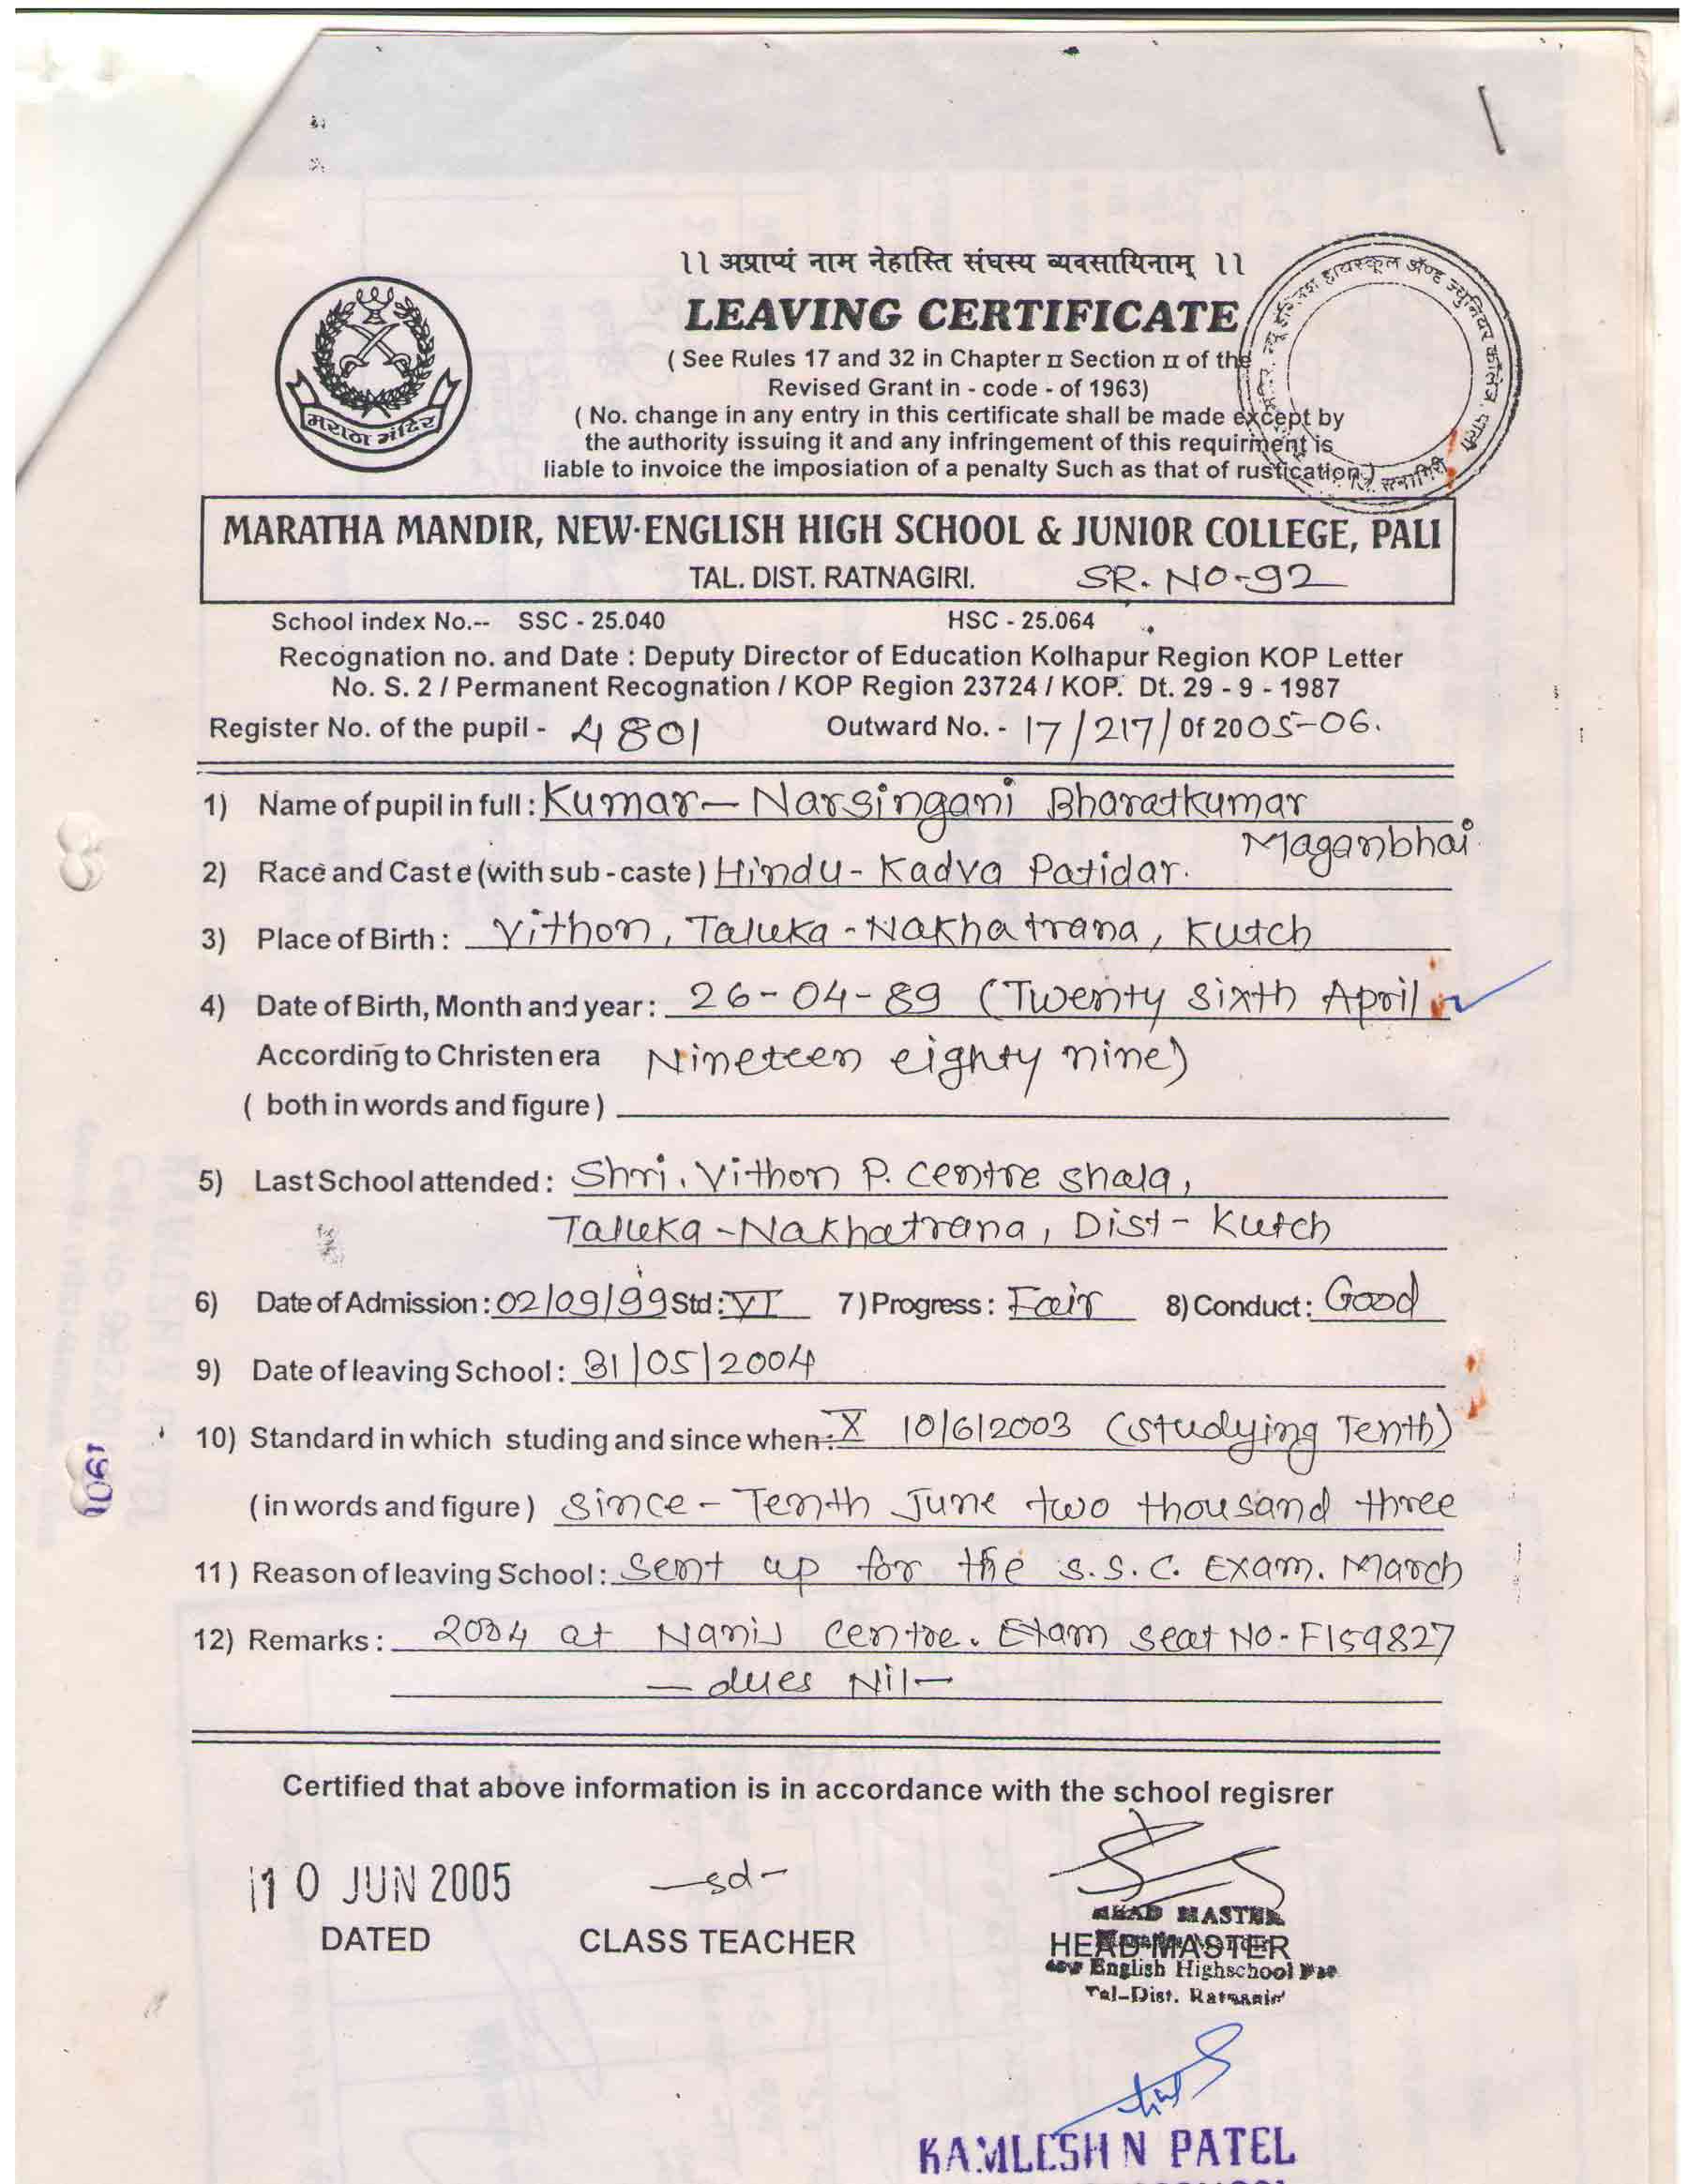 ।। अप्राप्यं नाम नेहास्ति संघस्य व्यवसायिनाम् ।।
LEAVING CERTIFICATE
( See Rules 17 and 32 in Chapter II Section II of the
Revised Grant in - code - of 1963)
( No. change in any entry in this certificate shall be made except by
the authority issuing it and any infringement of this requirment is
liable to invoice the imposiation of a penalty Such as that of rustication)
मराठा मंदिर
न्यू इंग्लिश हायस्कूल ॲण्ड ज्युनियर कॉलेज, पाली
MARATHA MANDIR, NEW-ENGLISH HIGH SCHOOL & JUNIOR COLLEGE, PALI
TAL. DIST. RATNAGIRI. SR. NO-92
School index No.-- SSC - 25.040 HSC - 25.064
Recognation no. and Date : Deputy Director of Education Kolhapur Region KOP Letter
No. S. 2 / Permanent Recognation / KOP Region 23724 / KOP. Dt. 29 - 9 - 1987
Register No. of the pupil - 4801 Outward No. - 17/217/ Of 2005-06.
1) Name of pupil in full : Kumar- Narsingani Bharatkumar
Maganbhai
2) Race and Caste (with sub - caste ) Hindu - Kadva Patidar.
3) Place of Birth : Vithon, Taluka - Nakhatrana, Kutch
4) Date of Birth, Month and year : 26-04-89 (Twenty sixth April
According to Christen era Nineteen eighty nine)
( both in words and figure )
5) Last School attended : Shri. Vithon P. Centre shala,
Taluka - Nakhatrana, Dist - Kutch
6) Date of Admission : 02/09/99 Std : VI 7) Progress : Fair 8) Conduct : Good
9) Date of leaving School : 31/05/2004
10) Standard in which studing and since when : X 10/6/2003 (studying Tenth)
(in words and figure ) since - Tenth June two thousand three
11 ) Reason of leaving School : Sent up for the S.S.C. Exam. March
12) Remarks : 2004 at Nanij Centre. Exam seat No - F159827
- dues Nil -
1901
Certified that above information is in accordance with the school regisrer
10 JUN 2005 -sd-
DATED CLASS TEACHER
HEAD MASTER
HEAD MASTER
English Highschool
Tal-Dist.
KAMLESH N PATEL